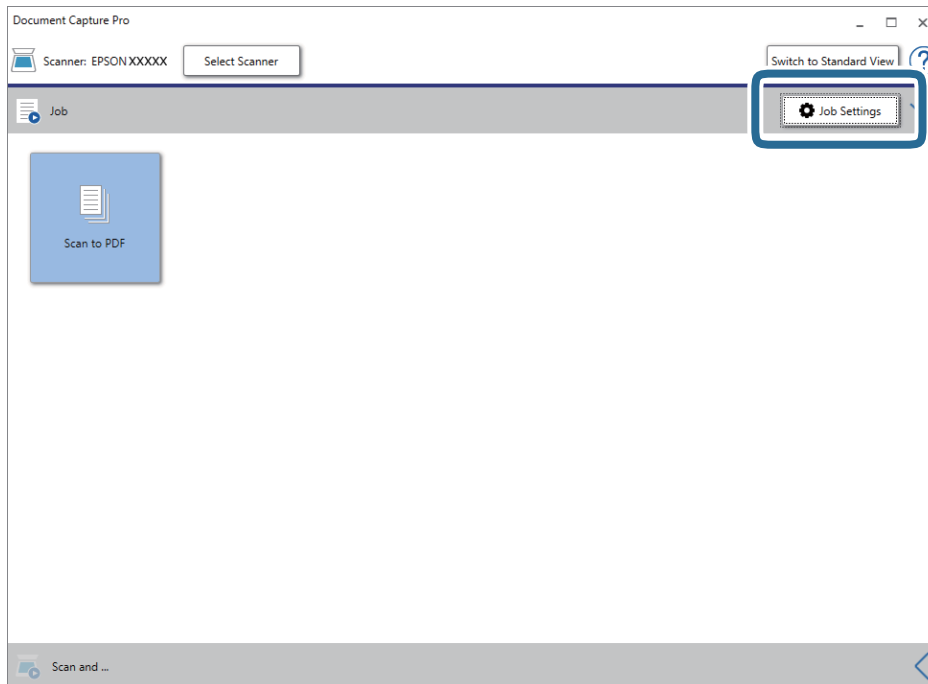 Document Capture Pro
Scanner: EPSON XXXXX
Select Scanner
Switch to Standard View
?
Job
Job Settings
Scan to PDF
Scan and ...